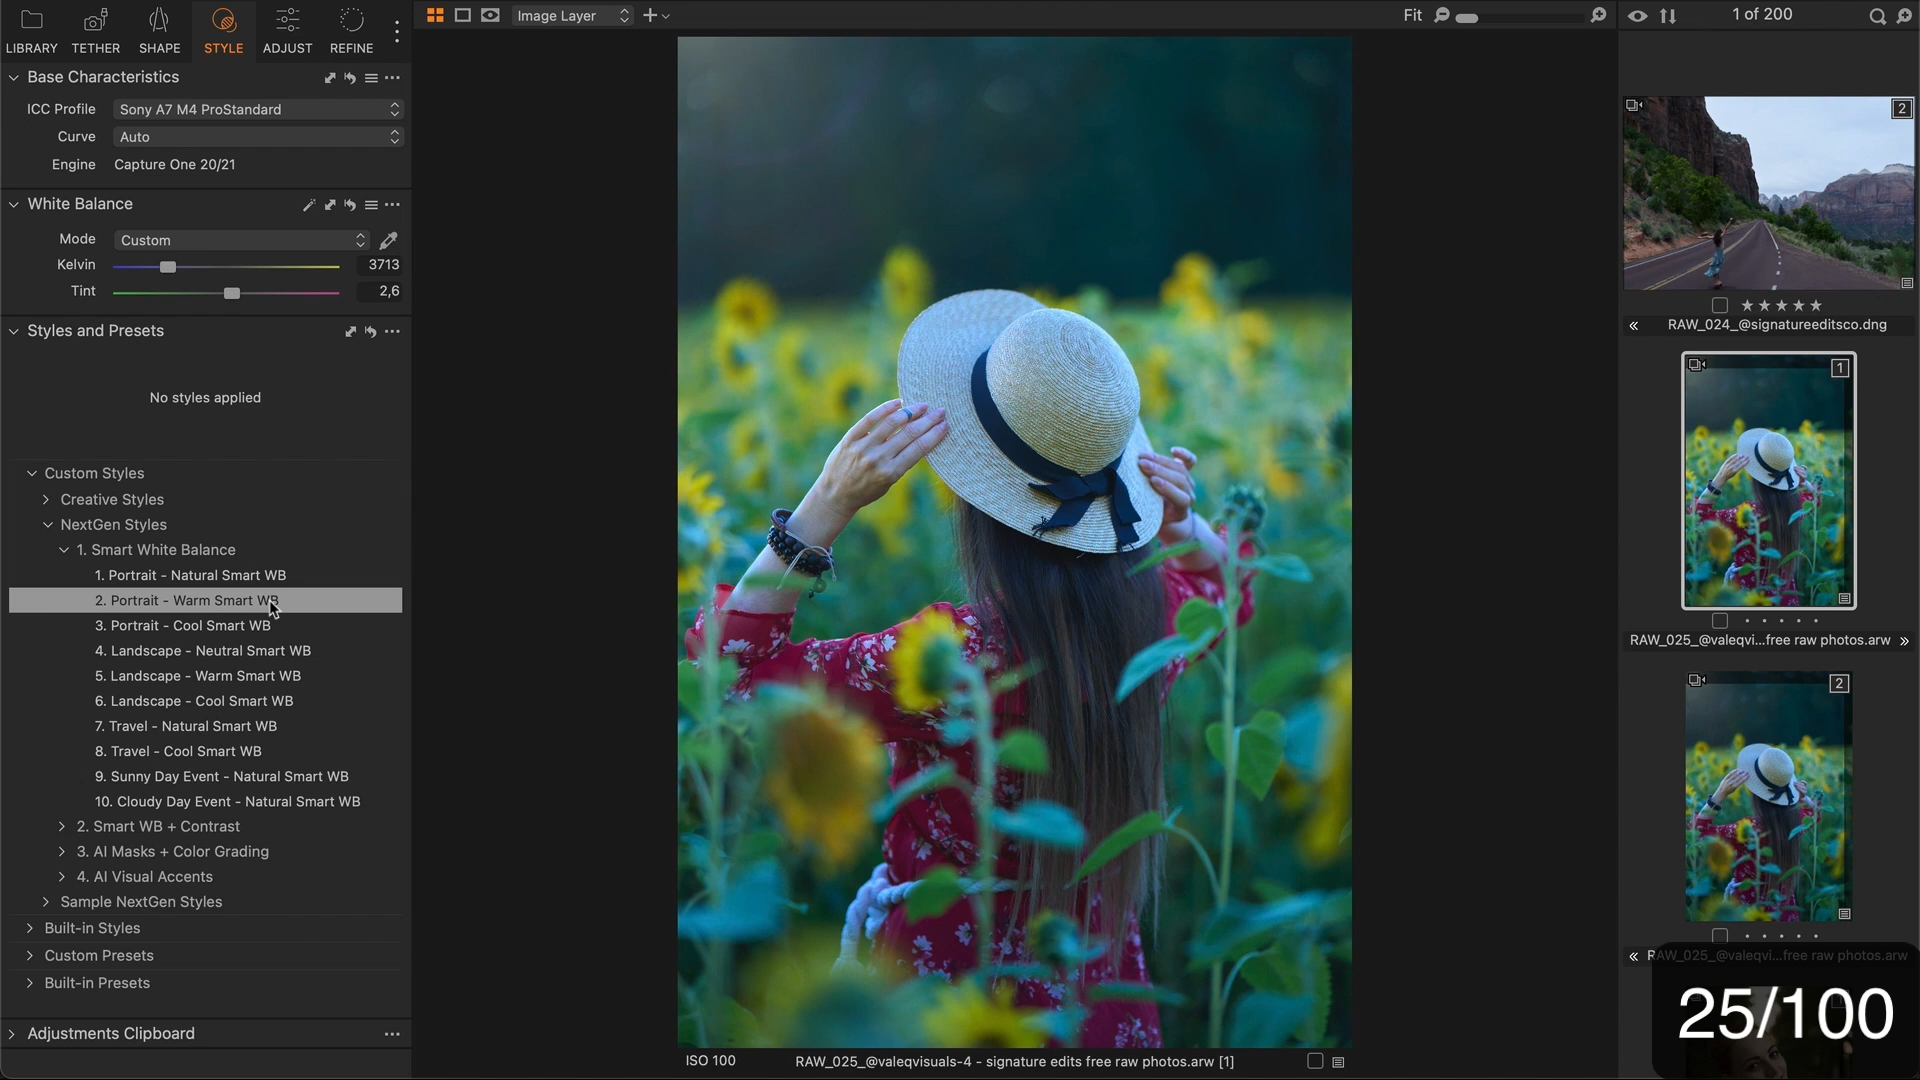 LIBRARY
TETHER
SHAPE
STYLE
ADJUST
REFINE
Image Layer
Fit
1 of 200
Base Characteristics
ICC Profile
Sony A7 M4 ProStandard
Curve
Auto
Engine
Capture One 20/21
White Balance
Mode
Custom
Kelvin
3713
Tint
2,6
Styles and Presets
No styles applied
Custom Styles
Creative Styles
NextGen Styles
1. Smart White Balance
1. Portrait - Natural Smart WB
2. Portrait - Warm Smart WB
3. Portrait - Cool Smart WB
4. Landscape - Neutral Smart WB
5. Landscape - Warm Smart WB
6. Landscape - Cool Smart WB
7. Travel - Natural Smart WB
8. Travel - Cool Smart WB
9. Sunny Day Event - Natural Smart WB
10. Cloudy Day Event - Natural Smart WB
2. Smart WB + Contrast
3. AI Masks + Color Grading
4. AI Visual Accents
Sample NextGen Styles
Built-in Styles
Custom Presets
Built-in Presets
Adjustments Clipboard
ISO 100
RAW_025_@valeqvisuals-4 - signature edits free raw photos.arw [1]
2
RAW_024_@signatureeditsco.dng
1
RAW_025_@valeqvi...free raw photos.arw
2
RAW_025_@valeqvi...free raw photos.arw
25/100